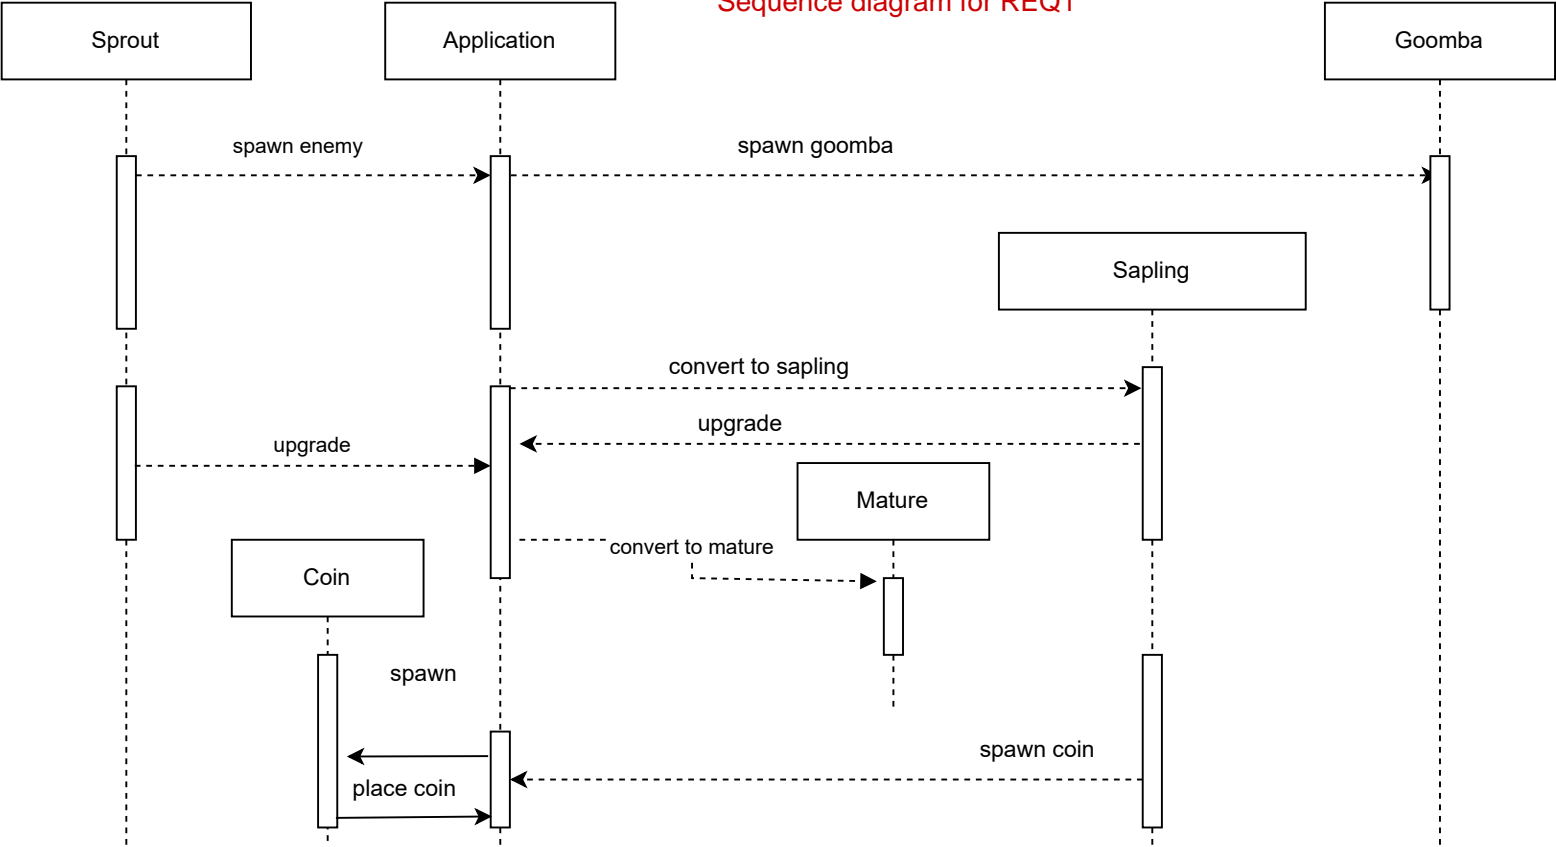 Sequence diagram for REQ1
Sprout
Application
Goomba
spawn enemy
spawn goomba
Sapling
convert to sapling
upgrade
upgrade
Mature
convert to mature
Coin
spawn
spawn coin
place coin